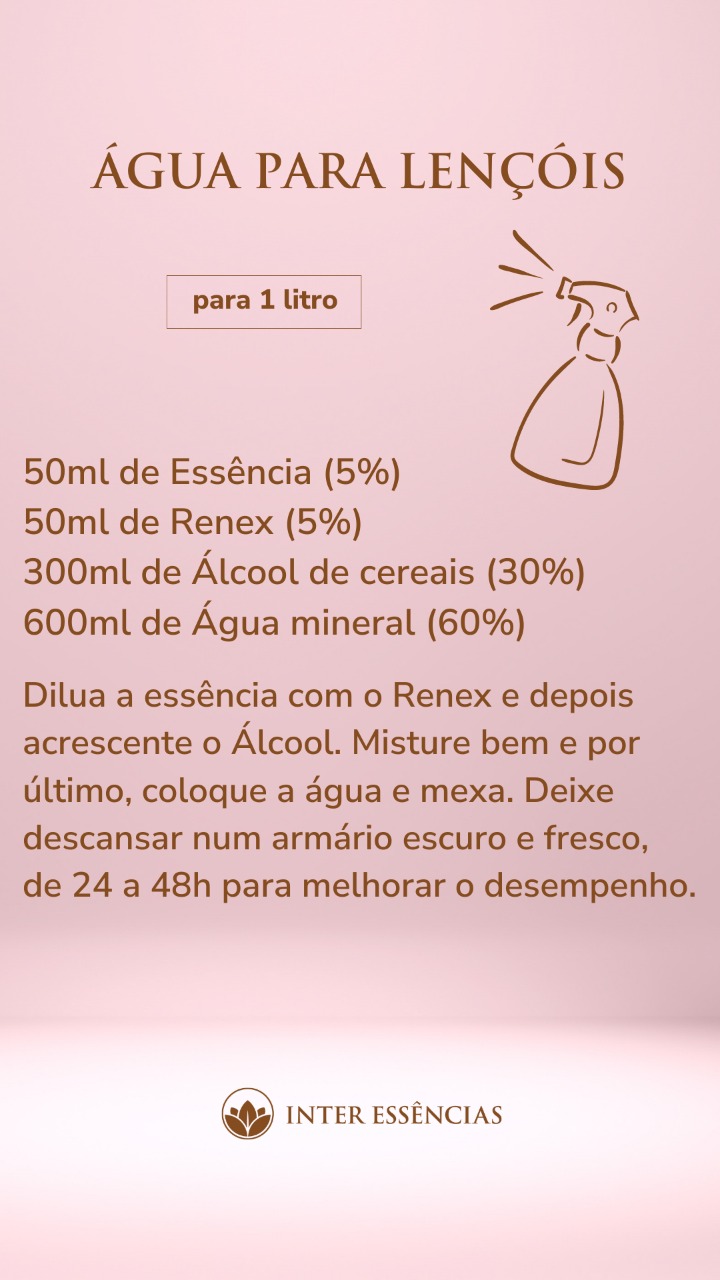 ÁGUA PARA LENÇÓIS
para 1 litro
50ml de Essência (5%)
50ml de Renex (5%)
300ml de Álcool de cereais (30%)
600ml de Água mineral (60%)
Dilua a essência com o Renex e depois
acrescente o Álcool. Misture bem e por
último, coloque a água e mexa. Deixe
descansar num armário escuro e fresco,
de 24 a 48h para melhorar o desempenho.
INTER ESSÊNCIAS